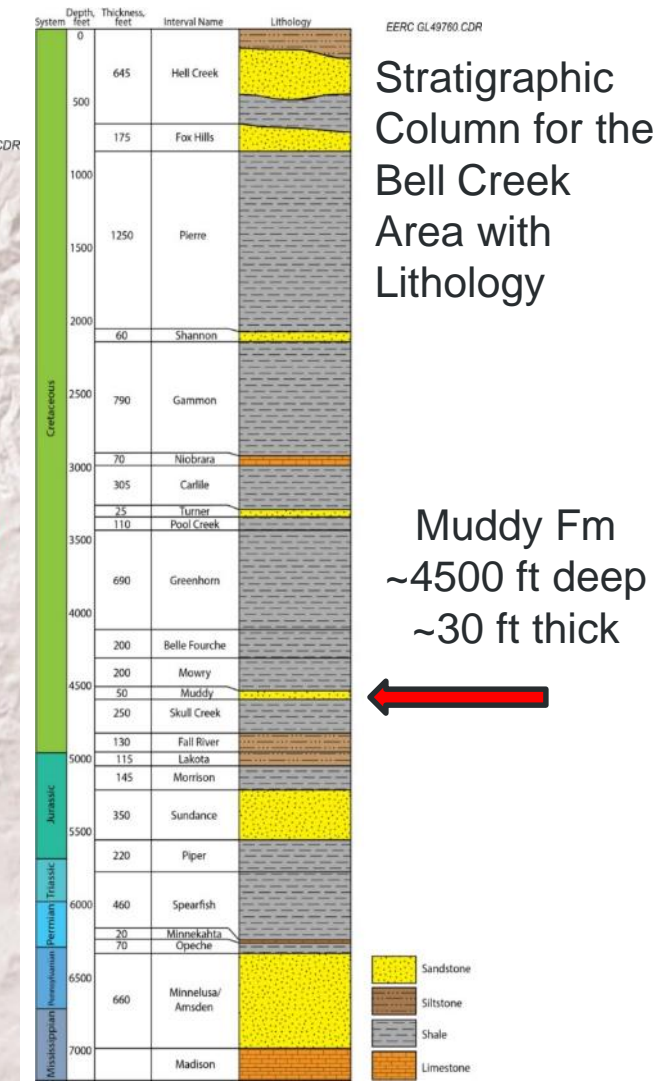 CDR
EERC GL49760.CDR
Stratigraphic
Column for the
Bell Creek
Area with
Lithology
System Depth, feet Thickness, feet Interval Name Lithology
0
645 Hell Creek
500
175 Fox Hills
1000
1250 Pierre
1500
2000
60 Shannon
Cretaceous
2500
790 Gammon
70 Niobrara
3000
305 Carlile
25 Turner
110 Pool Creek
3500
690 Greenhorn
4000
200 Belle Fourche
200 Mowry
4500
50 Muddy
250 Skull Creek
130 Fall River
5000
115 Lakota
145 Morrison
Jurassic
350 Sundance
5500
220 Piper
Triassic
6000
460 Spearfish
Permian
20 Minnekahta
70 Opeche
Pennsylvanian
6500
660 Minnelusa/
Amsden
Mississippian
7000
Madison
Muddy Fm
~4500 ft deep
~30 ft thick
Sandstone
Siltstone
Shale
Limestone